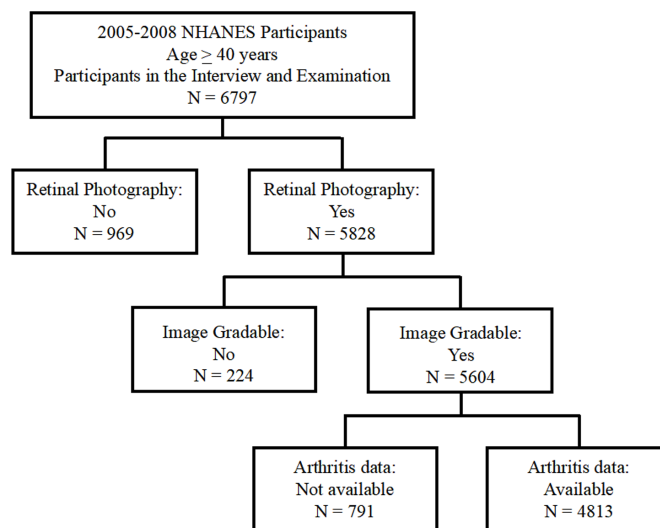 2005-2008 NHANES Participants
Age ≥ 40 years
Participants in the Interview and Examination
N = 6797
Retinal Photography:
No
N = 969
Retinal Photography:
Yes
N = 5828
Image Gradable:
No
N = 224
Image Gradable:
Yes
N = 5604
Arthritis data:
Not available
N = 791
Arthritis data:
Available
N = 4813